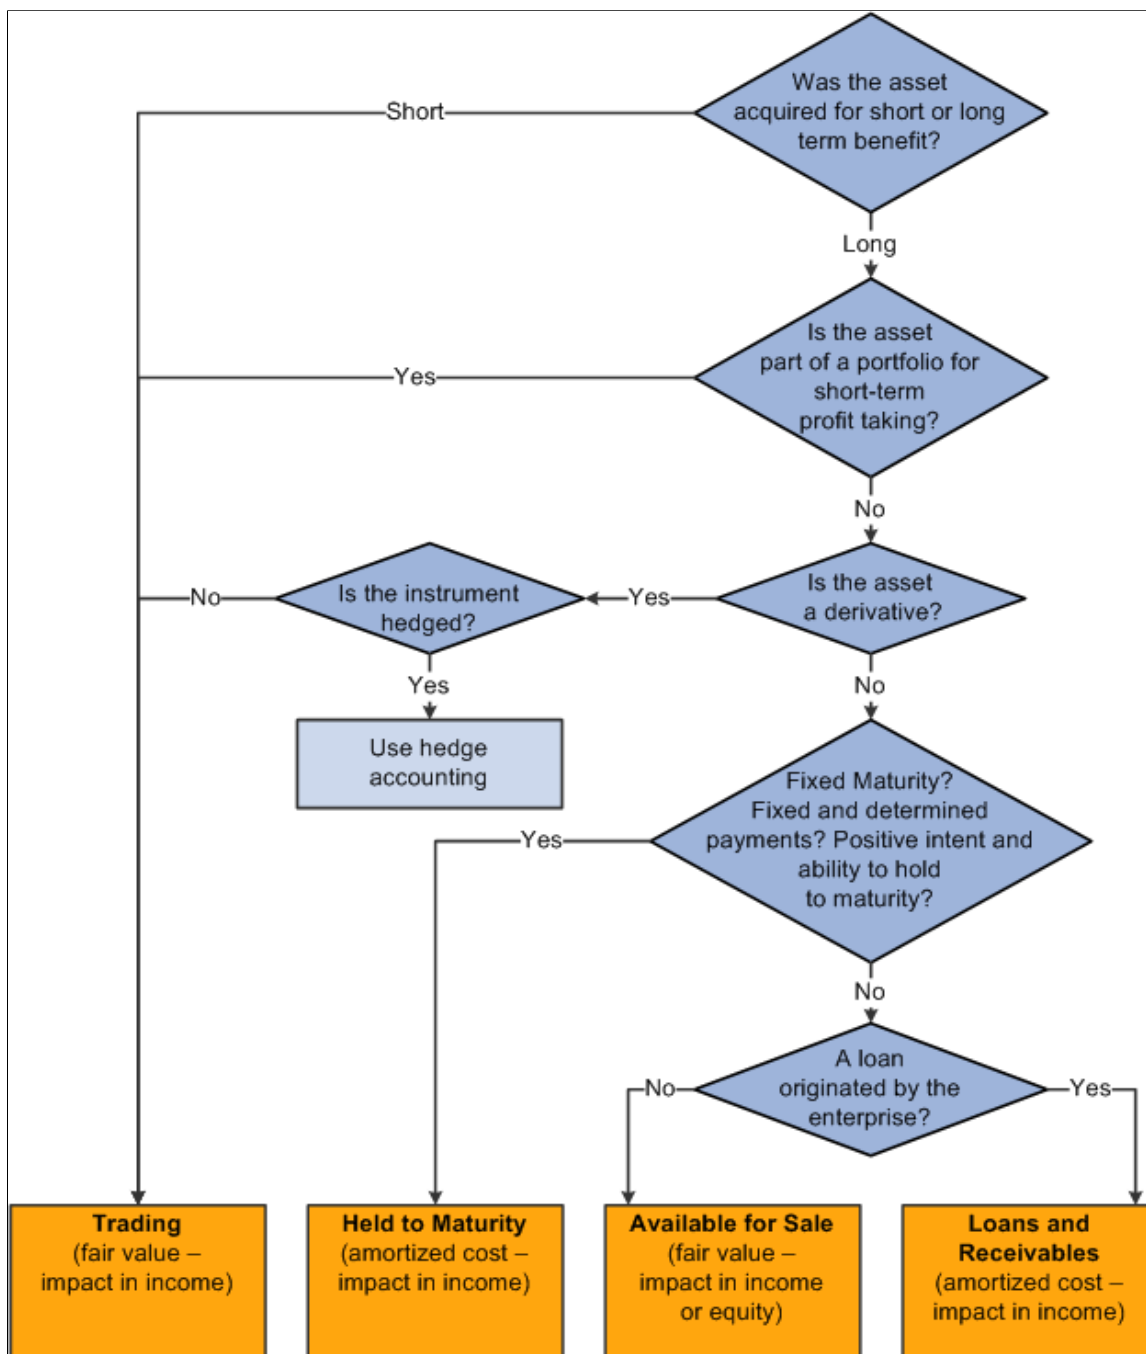 Was the asset
acquired for short or long
term benefit?
Short
Long
Is the asset
part of a portfolio for
short-term
profit taking?
Yes
No
Is the asset
a derivative?
Yes
Is the instrument
hedged?
No
Yes
Use hedge
accounting
No
Fixed Maturity?
Fixed and determined
payments? Positive intent and
ability to hold
to maturity?
Yes
No
A loan
originated by the
enterprise?
No
Yes
Trading
(fair value –
impact in income)
Held to Maturity
(amortized cost –
impact in income)
Available for Sale
(fair value –
impact in income
or equity)
Loans and
Receivables
(amortized cost –
impact in income)